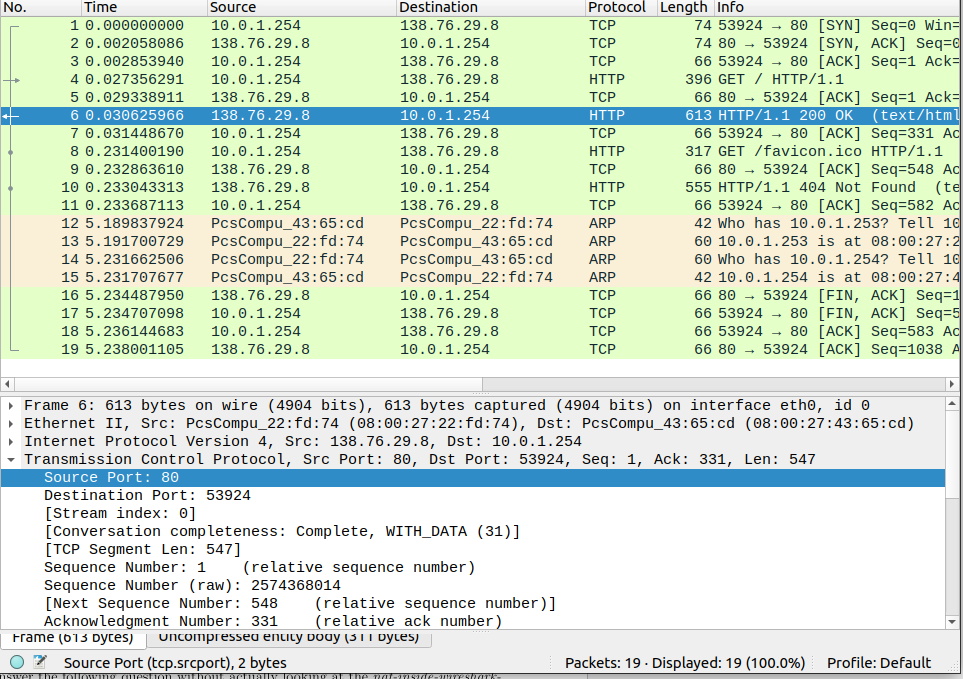 No. Time Source Destination Protocol Length Info
1 0.000000000 10.0.1.254 138.76.29.8 TCP 74 53924 → 80 [SYN] Seq=0 Win=
2 0.002058086 138.76.29.8 10.0.1.254 TCP 74 80 → 53924 [SYN, ACK] Seq=0
3 0.002853940 10.0.1.254 138.76.29.8 TCP 66 53924 → 80 [ACK] Seq=1 Ack=
4 0.027356291 10.0.1.254 138.76.29.8 HTTP 396 GET / HTTP/1.1
5 0.029338911 138.76.29.8 10.0.1.254 TCP 66 80 → 53924 [ACK] Seq=1 Ack=
6 0.030625966 138.76.29.8 10.0.1.254 HTTP 613 HTTP/1.1 200 OK (text/html
7 0.031448670 10.0.1.254 138.76.29.8 TCP 66 53924 → 80 [ACK] Seq=331 Ac
8 0.231400190 10.0.1.254 138.76.29.8 HTTP 317 GET /favicon.ico HTTP/1.1
9 0.232863610 138.76.29.8 10.0.1.254 TCP 66 80 → 53924 [ACK] Seq=548 Ac
10 0.233043313 138.76.29.8 10.0.1.254 HTTP 555 HTTP/1.1 404 Not Found (te
11 0.233687113 10.0.1.254 138.76.29.8 TCP 66 53924 → 80 [ACK] Seq=582 Ac
12 5.189837924 PcsCompu_43:65:cd PcsCompu_22:fd:74 ARP 42 Who has 10.0.1.253? Tell 10
13 5.191700729 PcsCompu_22:fd:74 PcsCompu_43:65:cd ARP 60 10.0.1.253 is at 08:00:27:2
14 5.231662506 PcsCompu_22:fd:74 PcsCompu_43:65:cd ARP 60 Who has 10.0.1.254? Tell 10
15 5.231707677 PcsCompu_43:65:cd PcsCompu_22:fd:74 ARP 42 10.0.1.254 is at 08:00:27:4
16 5.234487950 138.76.29.8 10.0.1.254 TCP 66 80 → 53924 [FIN, ACK] Seq=1
17 5.234707098 10.0.1.254 138.76.29.8 TCP 66 53924 → 80 [FIN, ACK] Seq=5
18 5.236144683 10.0.1.254 138.76.29.8 TCP 66 53924 → 80 [ACK] Seq=583 Ac
19 5.238001105 138.76.29.8 10.0.1.254 TCP 66 80 → 53924 [ACK] Seq=1038 A
Frame 6: 613 bytes on wire (4904 bits), 613 bytes captured (4904 bits) on interface eth0, id 0
Ethernet II, Src: PcsCompu_22:fd:74 (08:00:27:22:fd:74), Dst: PcsCompu_43:65:cd (08:00:27:43:65:cd)
Internet Protocol Version 4, Src: 138.76.29.8, Dst: 10.0.1.254
Transmission Control Protocol, Src Port: 80, Dst Port: 53924, Seq: 1, Ack: 331, Len: 547
Source Port: 80
Destination Port: 53924
[Stream index: 0]
[Conversation completeness: Complete, WITH_DATA (31)]
[TCP Segment Len: 547]
Sequence Number: 1 (relative sequence number)
Sequence Number (raw): 2574368014
[Next Sequence Number: 548 (relative sequence number)]
Acknowledgment Number: 331 (relative ack number)
Frame (613 bytes) Uncompressed entity body (311 bytes)
Source Port (tcp.srcport), 2 bytes Packets: 19 · Displayed: 19 (100.0%) Profile: Default
nswer the following question without actually looking at the nat-inside-wireshark-